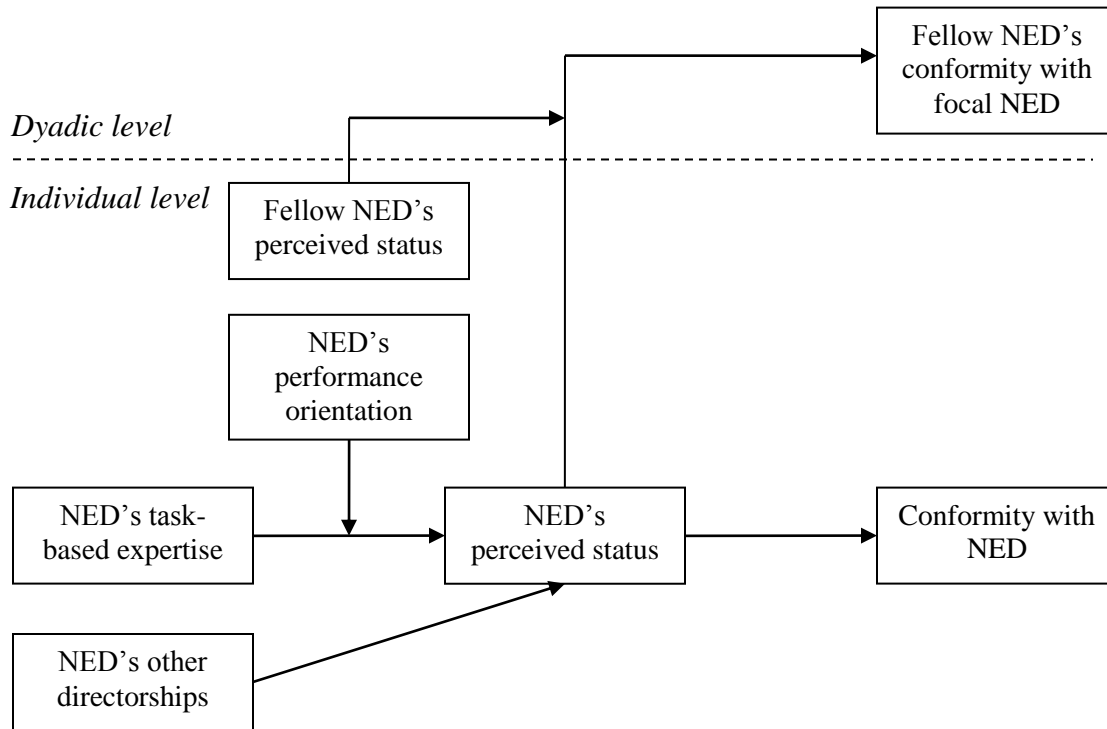 Fellow NED’s
conformity with
focal NED
Dyadic level
Individual level
Fellow NED’s
perceived status
NED’s
performance
orientation
NED’s task-
based expertise
NED’s
perceived status
Conformity with
NED
NED’s other
directorships